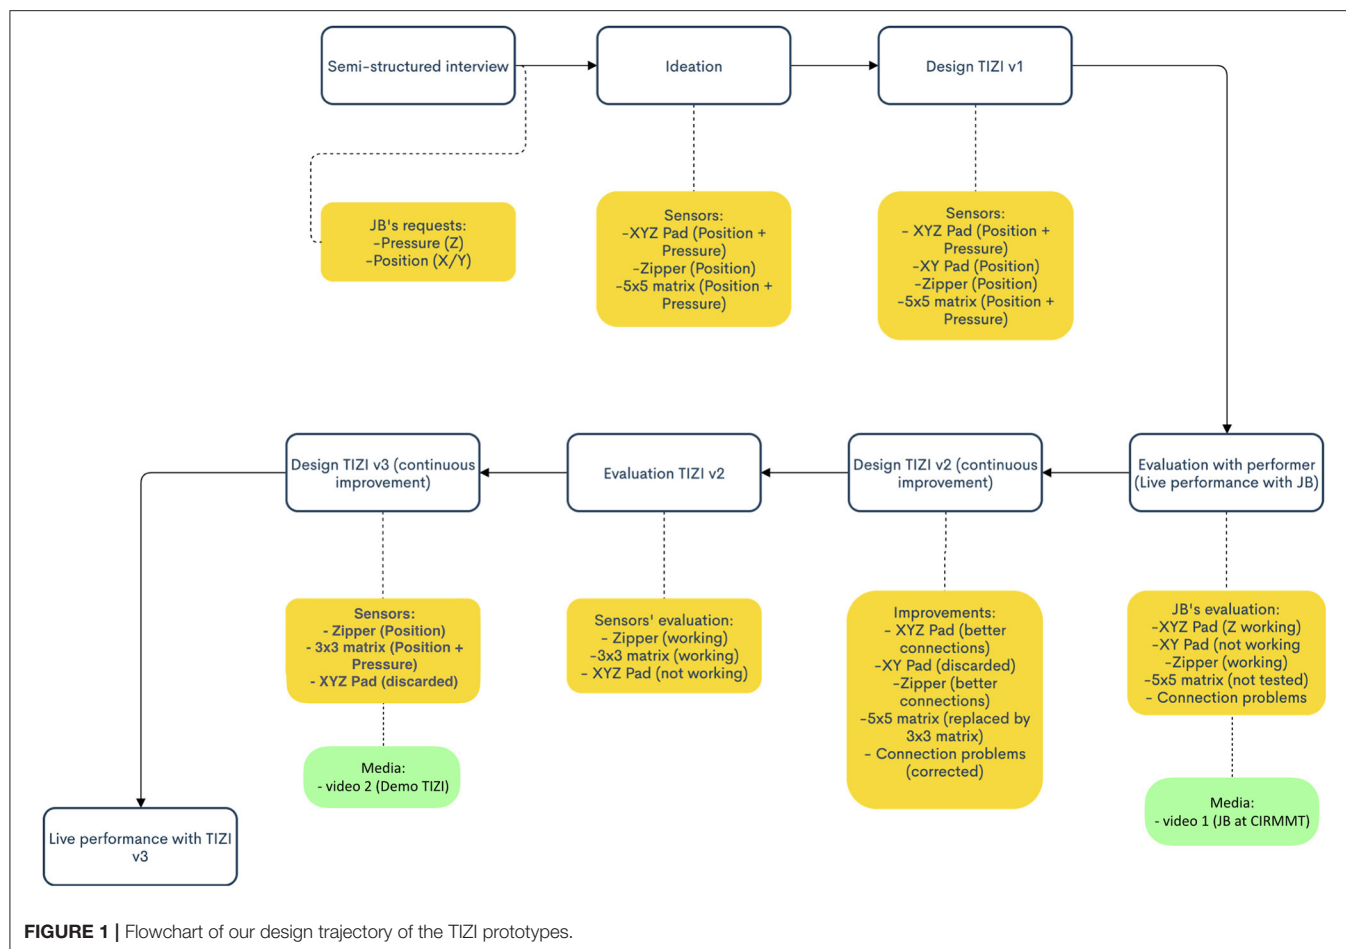 Semi-structured interview
Ideation
Design TIZI v1
JB's requests:
-Pressure (Z)
-Position (X/Y)
Sensors:
-XYZ Pad (Position +
Pressure)
-Zipper (Position)
-5x5 matrix (Position +
Pressure)
Sensors:
- XYZ Pad (Position +
Pressure)
-XY Pad (Position)
-Zipper (Position)
-5x5 matrix (Position +
Pressure)
Design TIZI v3 (continuous
improvement)
Evaluation TIZI v2
Design TIZI v2 (continuous
improvement)
Evaluation with performer
(Live performance with JB)
Sensors:
- Zipper (Position)
- 3x3 matrix (Position +
Pressure)
- XYZ Pad (discarded)
Sensors' evaluation:
- Zipper (working)
-3x3 matrix (working)
- XYZ Pad (not working)
Improvements:
- XYZ Pad (better
connections)
-XY Pad (discarded)
-Zipper (better
connections)
-5x5 matrix (replaced by
3x3 matrix)
- Connection problems
(corrected)
JB's evaluation:
-XYZ Pad (Z working)
-XY Pad (not working
-Zipper (working)
-5x5 matrix (not tested)
- Connection problems
Media:
- video 2 (Demo TIZI)
Media:
- video 1 (JB at CIRMMT)
Live performance with TIZI
v3
FIGURE 1 | Flowchart of our design trajectory of the TIZI prototypes.